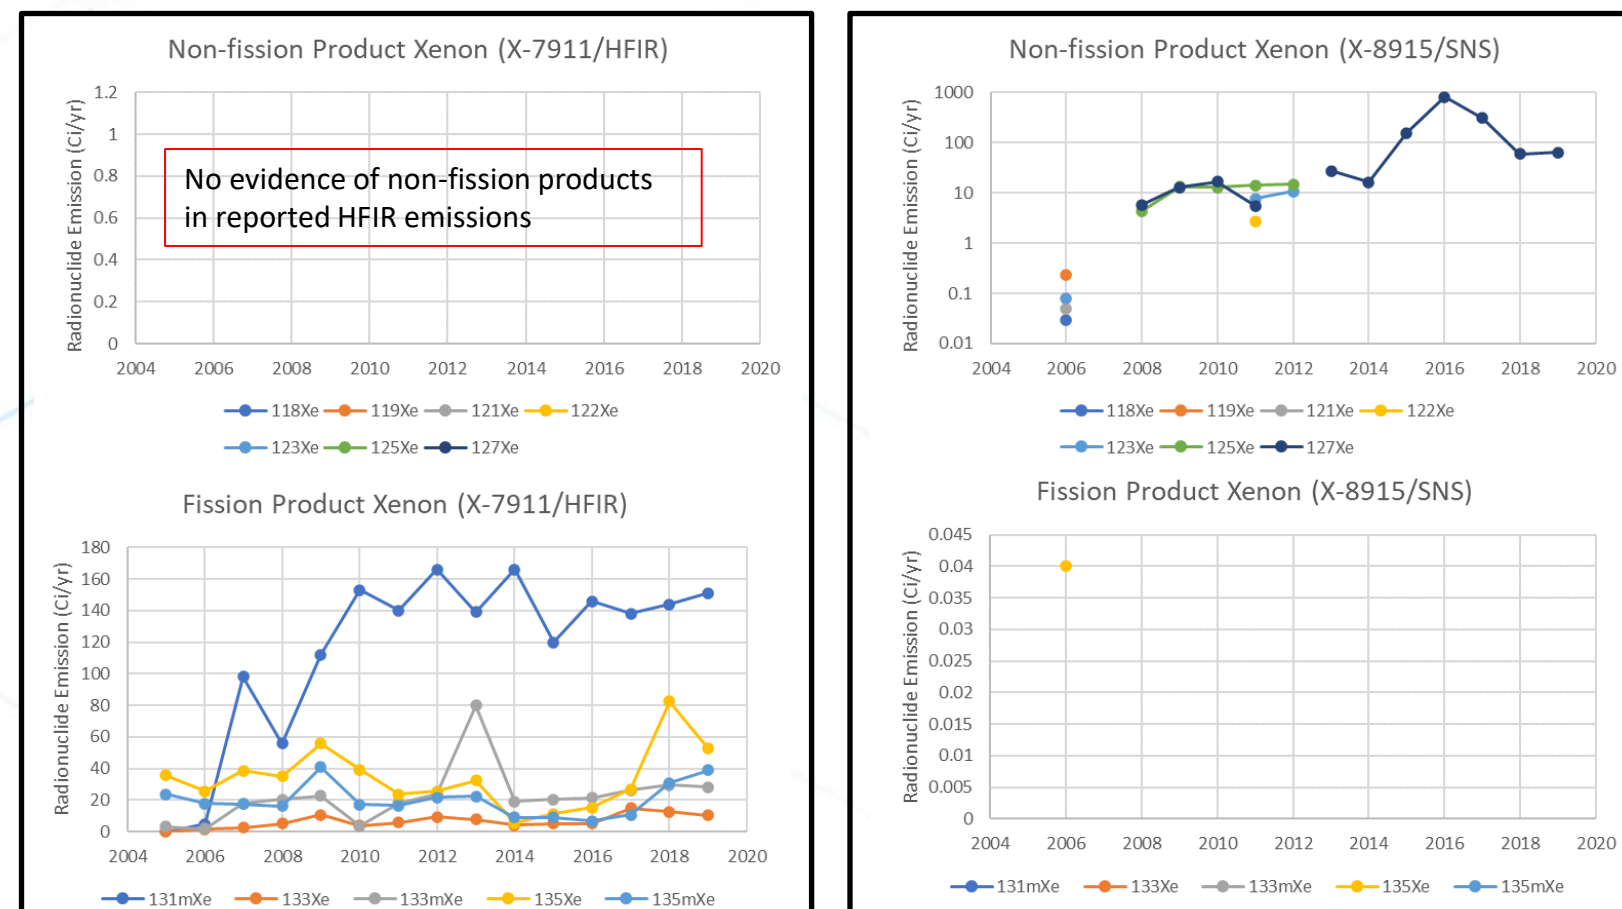 Non-fission Product Xenon (X-7911/HFIR)
Radionuclide Emission (Ci/yr)
1.2
1
0.8
0.6
0.4
0.2
0
No evidence of non-fission products
in reported HFIR emissions
2004 2006 2008 2010 2012 2014 2016 2018 2020
118Xe 119Xe 121Xe 122Xe
123Xe 125Xe 127Xe
Fission Product Xenon (X-7911/HFIR)
Radionuclide Emission (Ci/yr)
180
160
140
120
100
80
60
40
20
0
2004 2006 2008 2010 2012 2014 2016 2018 2020
131mXe 133Xe 133mXe 135Xe 135mXe
Non-fission Product Xenon (X-8915/SNS)
Radionuclide Emission (Ci/yr)
1000
100
10
1
0.1
0.01
2004 2006 2008 2010 2012 2014 2016 2018 2020
118Xe 119Xe 121Xe 122Xe
123Xe 125Xe 127Xe
Fission Product Xenon (X-8915/SNS)
Radionuclide Emission (Ci/yr)
0.045
0.04
0.035
0.03
0.025
0.02
0.015
0.01
0.005
0
2004 2006 2008 2010 2012 2014 2016 2018 2020
131mXe 133Xe 133mXe 135Xe 135mXe